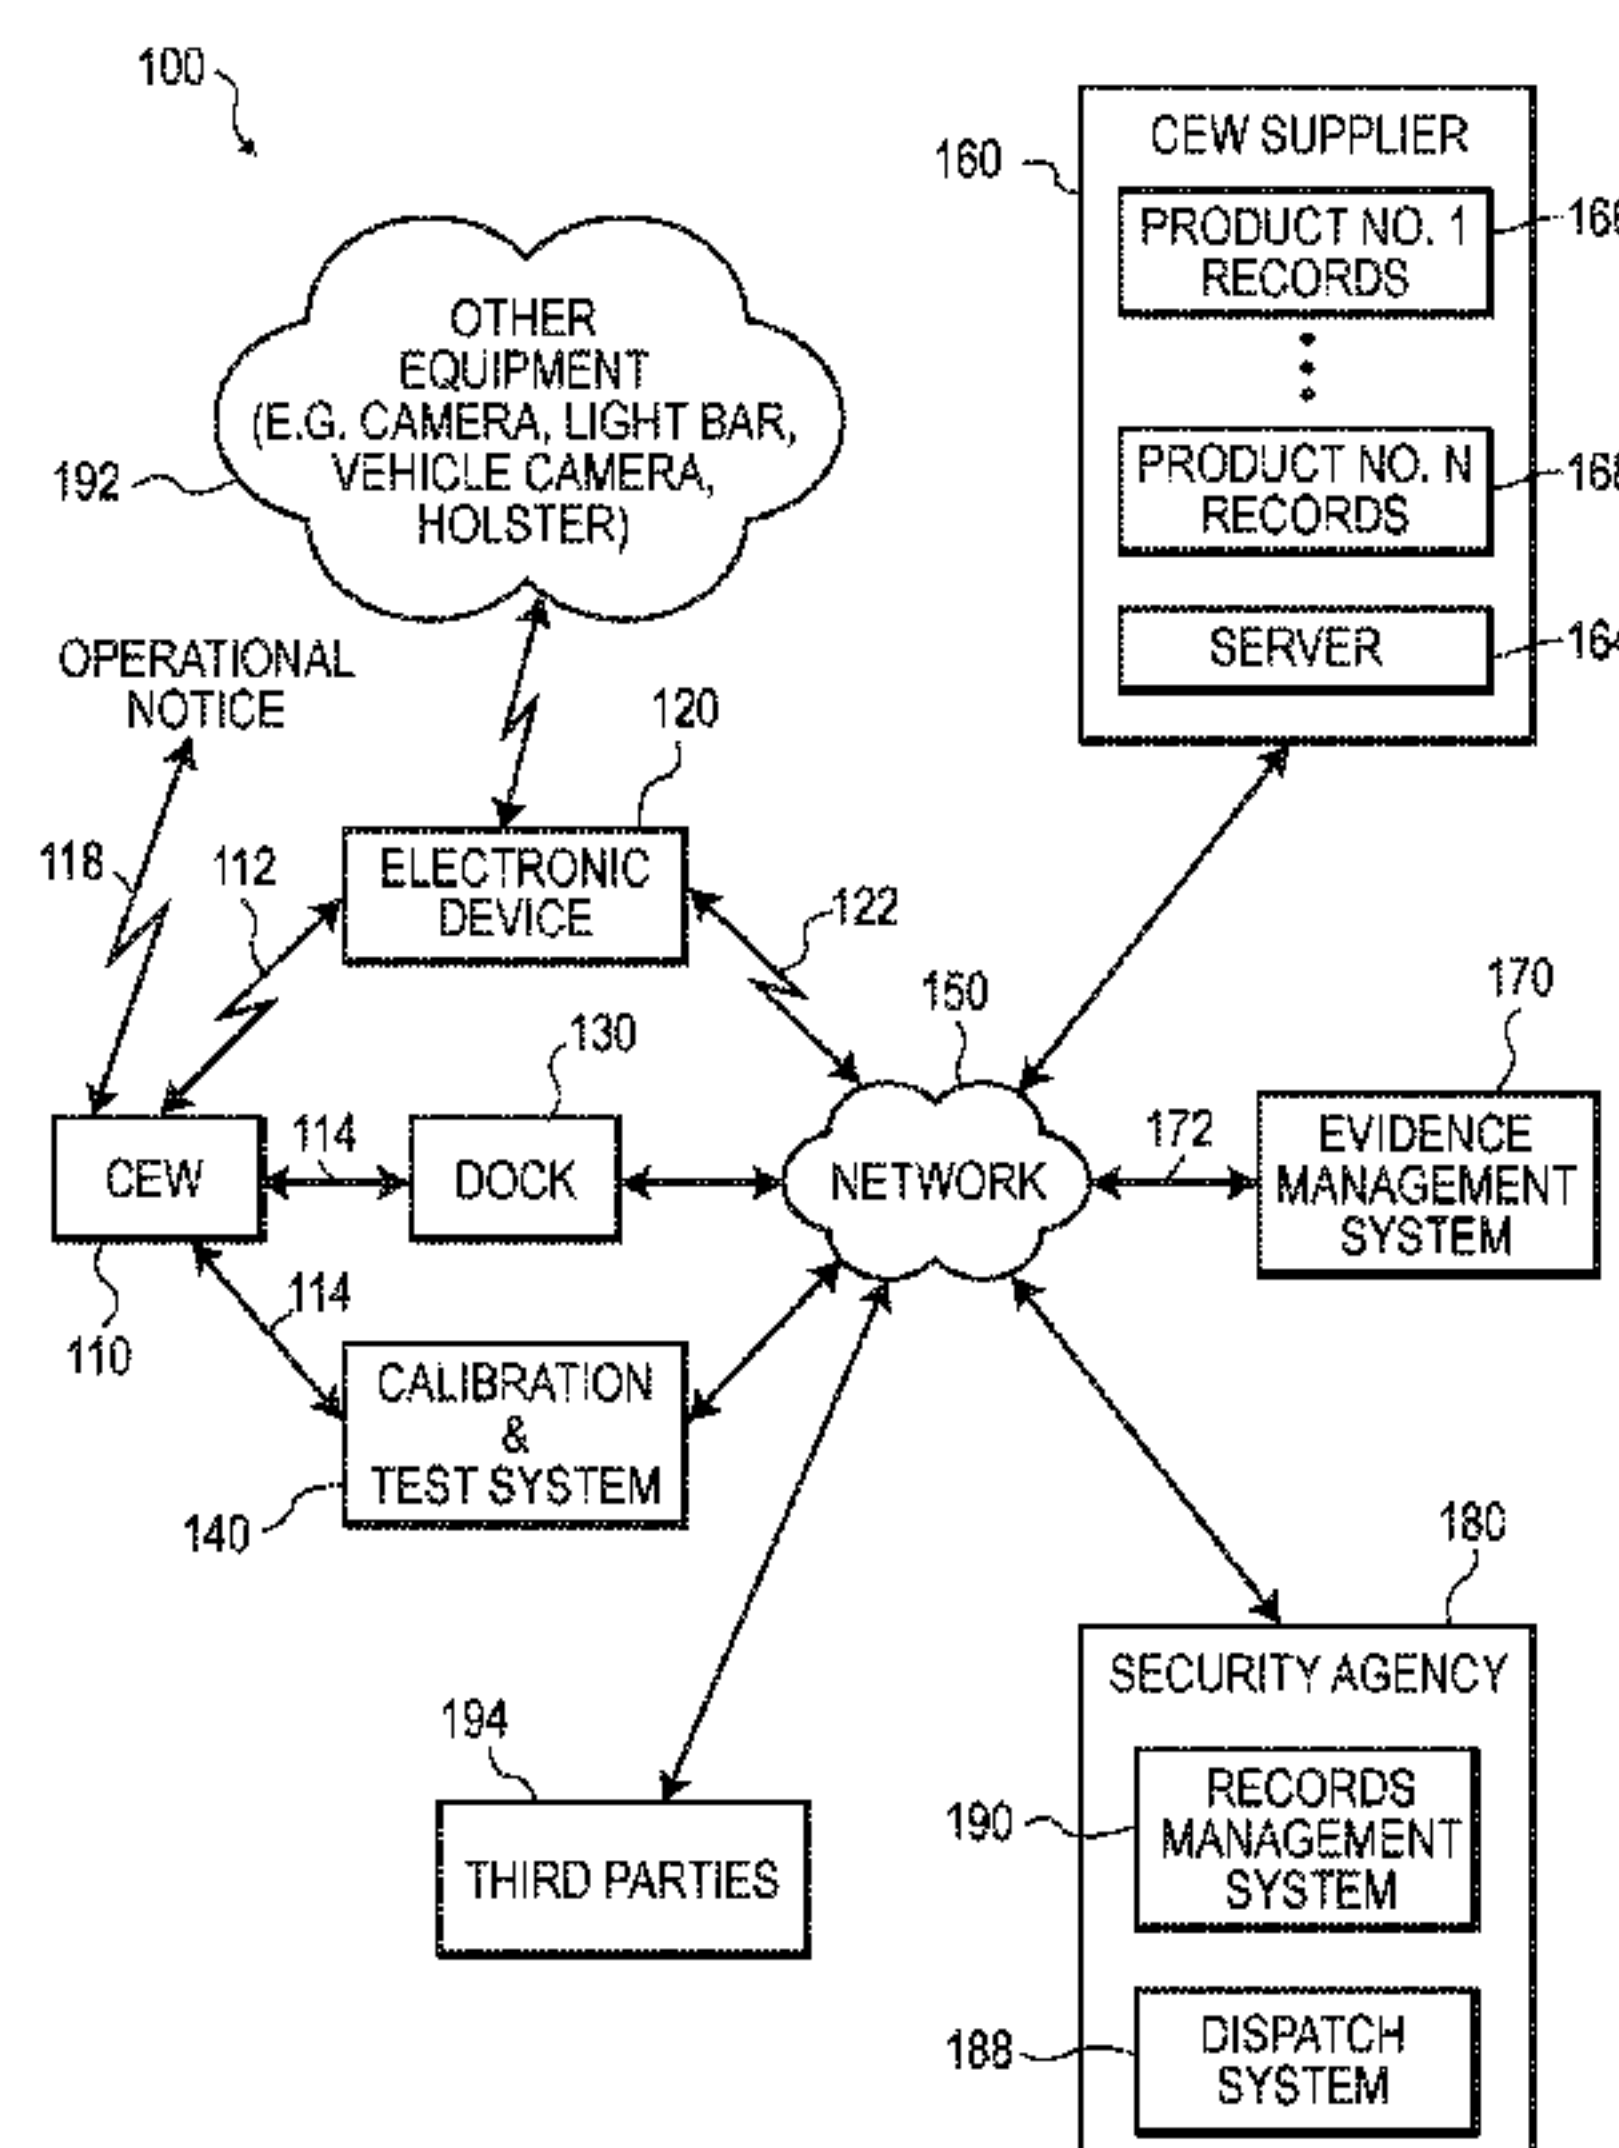 100
CEW SUPPLIER
160
PRODUCT NO. 1
RECORDS
PRODUCT NO. N
RECORDS
SERVER
OTHER
EQUIPMENT
(E.G. CAMERA, LIGHT BAR,
VEHICLE CAMERA,
HOLSTER)
192
OPERATIONAL
NOTICE
120
118
112
ELECTRONIC
DEVICE
122
150
170
130
CEW
114
DOCK
NETWORK
172
EVIDENCE
MANAGEMENT
SYSTEM
110
114
CALIBRATION
&
TEST SYSTEM
140
180
SECURITY AGENCY
194
THIRD PARTIES
190
RECORDS
MANAGEMENT
SYSTEM
188
DISPATCH
SYSTEM